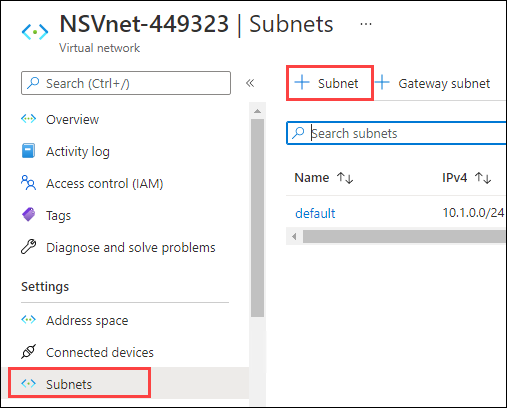 NSVnet-449323 | Subnets ...
Virtual network
Search (Ctrl+/) «
Overview
Activity log
Access control (IAM)
Tags
Diagnose and solve problems
Settings
Address space
Connected devices
Subnets
+ Subnet + Gateway subnet
Search subnets
Name ↑↓ IPv4 ↑↓
default 10.1.0.0/24